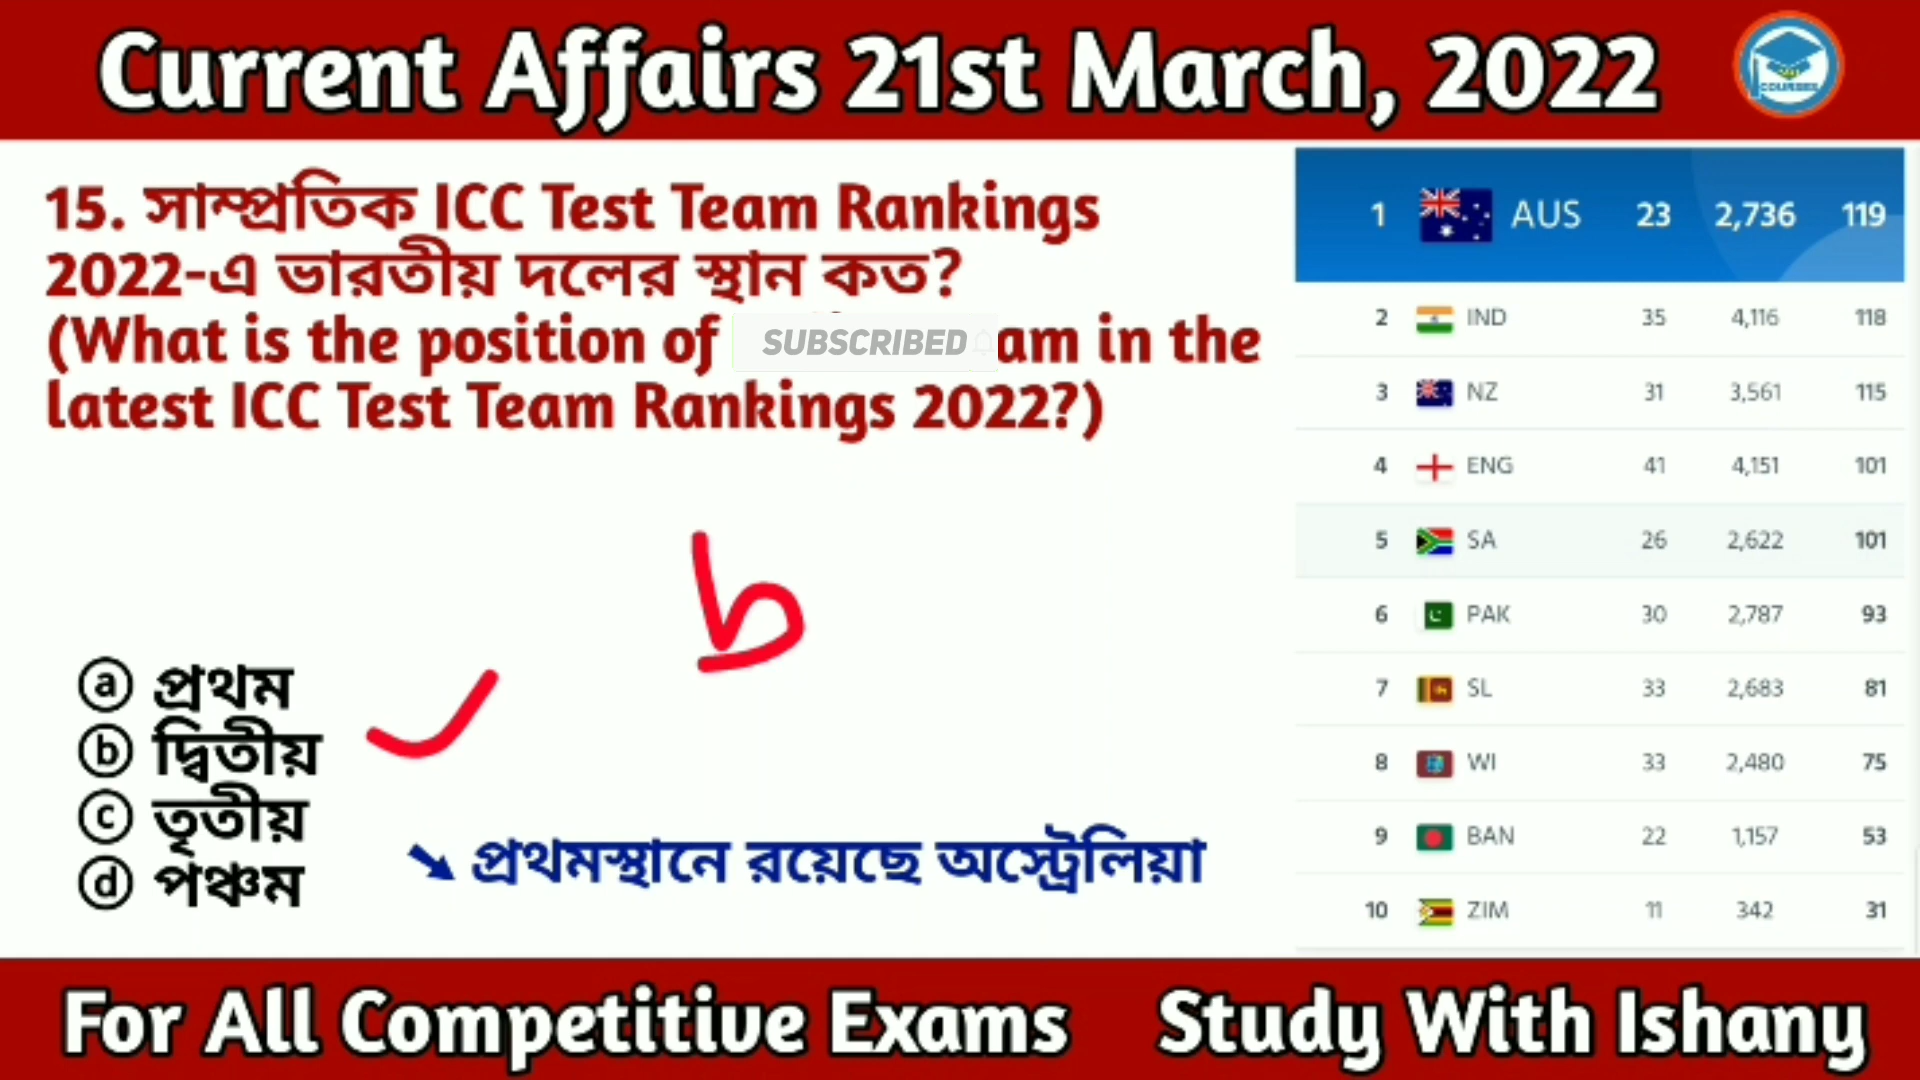 Current Affairs 21st March, 2022
COURSES
15. সাম্প্রতিক ICC Test Team Rankings
2022-এ ভারতীয় দলের স্থান কত?
(What is the position of SUBSCRIBED am in the
latest ICC Test Team Rankings 2022?)
b
ⓐ প্রথম
ⓑ দ্বিতীয়
ⓒ তৃতীয়
ⓓ পঞ্চম
➘ প্রথমস্থানে রয়েছে অস্ট্রেলিয়া
1 AUS 23 2,736 119
2 IND 35 4,116 118
3 NZ 31 3,561 115
4 ENG 41 4,151 101
5 SA 26 2,622 101
6 PAK 30 2,787 93
7 SL 33 2,683 81
8 WI 33 2,480 75
9 BAN 22 1,157 53
10 ZIM 11 342 31
For All Competitive Exams Study With Ishany